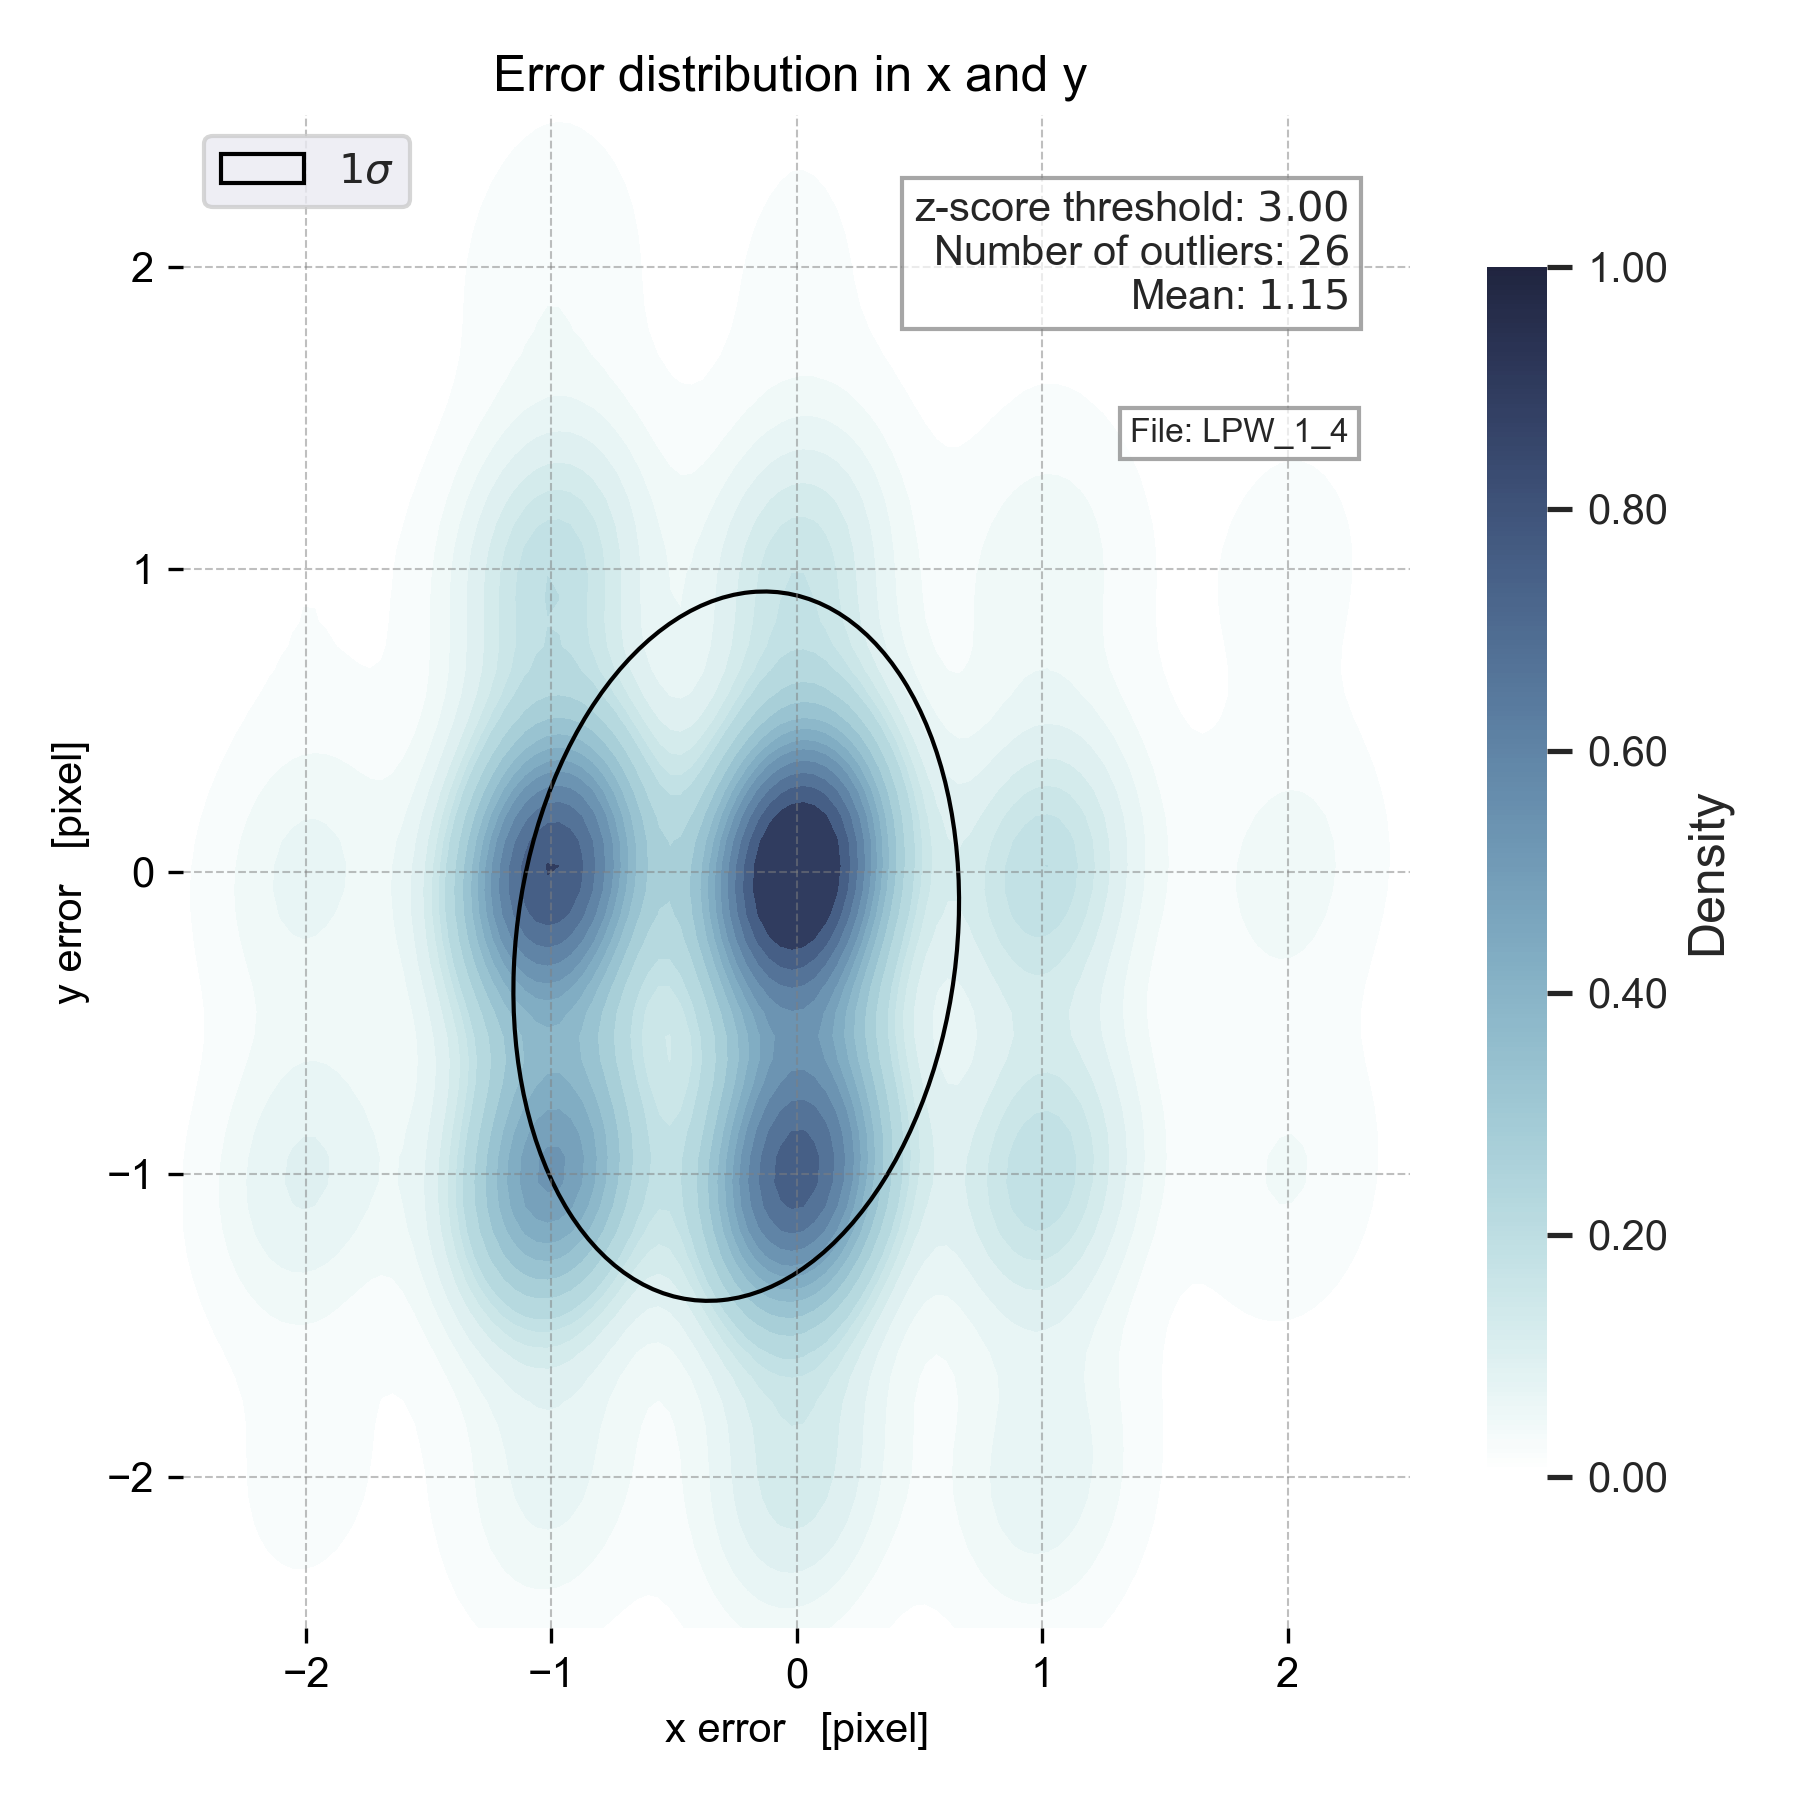 Error distribution in x and y
1σ
z-score threshold: 3.00
Number of outliers: 26
Mean: 1.15
File: LPW_1_4
2
1
0
−1
−2
y error [pixel]
−2
−1
0
1
2
x error [pixel]
1.00
0.80
0.60
0.40
0.20
0.00
Density